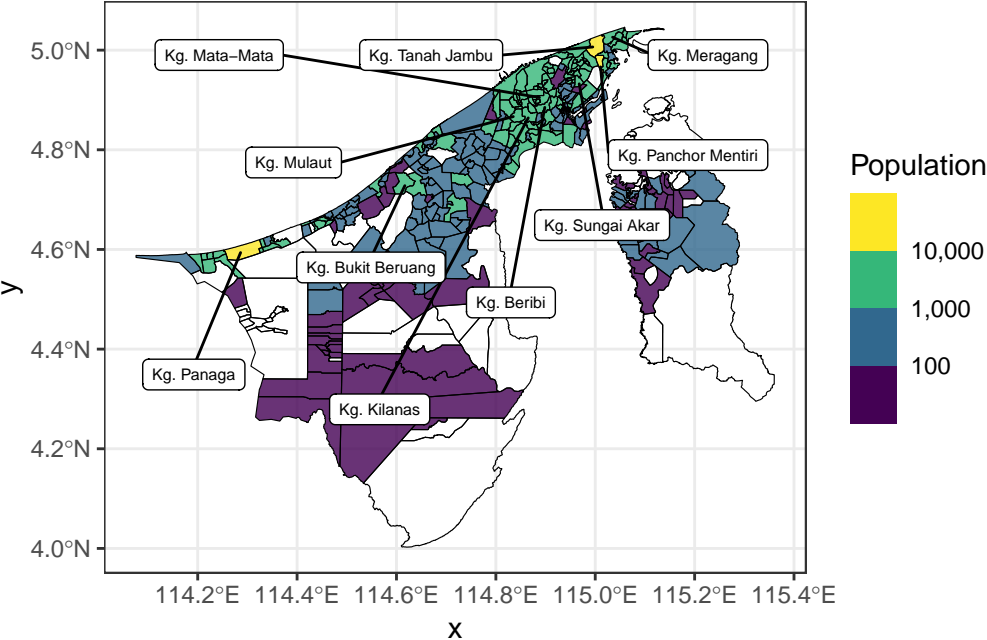 5.0°N
4.8°N
4.6°N
4.4°N
4.2°N
4.0°N
y
Kg. Mata−Mata
Kg. Tanah Jambu
Kg. Meragang
Kg. Mulaut
Kg. Panchor Mentiri
Kg. Sungai Akar
Kg. Bukit Beruang
Kg. Beribi
Kg. Panaga
Kg. Kilanas
114.2°E 114.4°E 114.6°E 114.8°E 115.0°E 115.2°E 115.4°E
x
Population
10,000
1,000
100